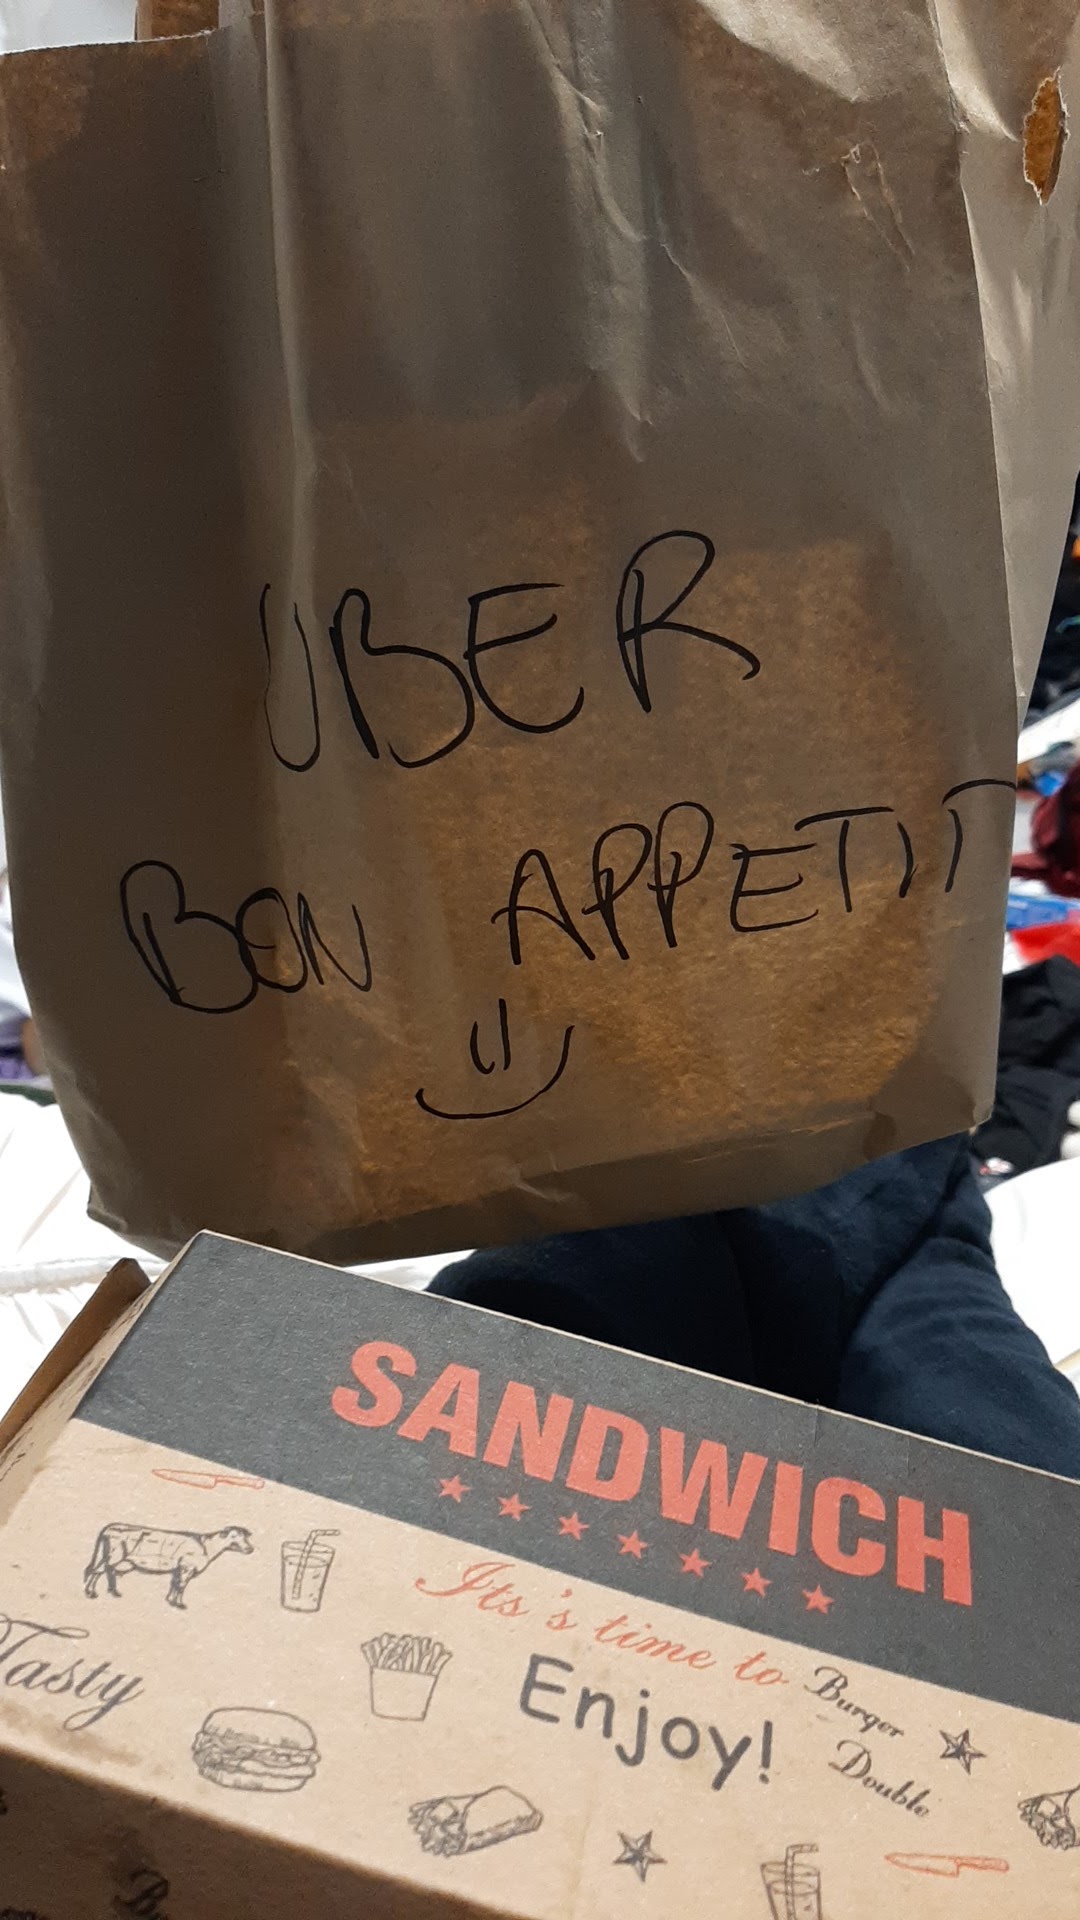 UBER
BON APPETIT
SANDWICH
Its's time to
Enjoy!
Burger
Double
Tasty